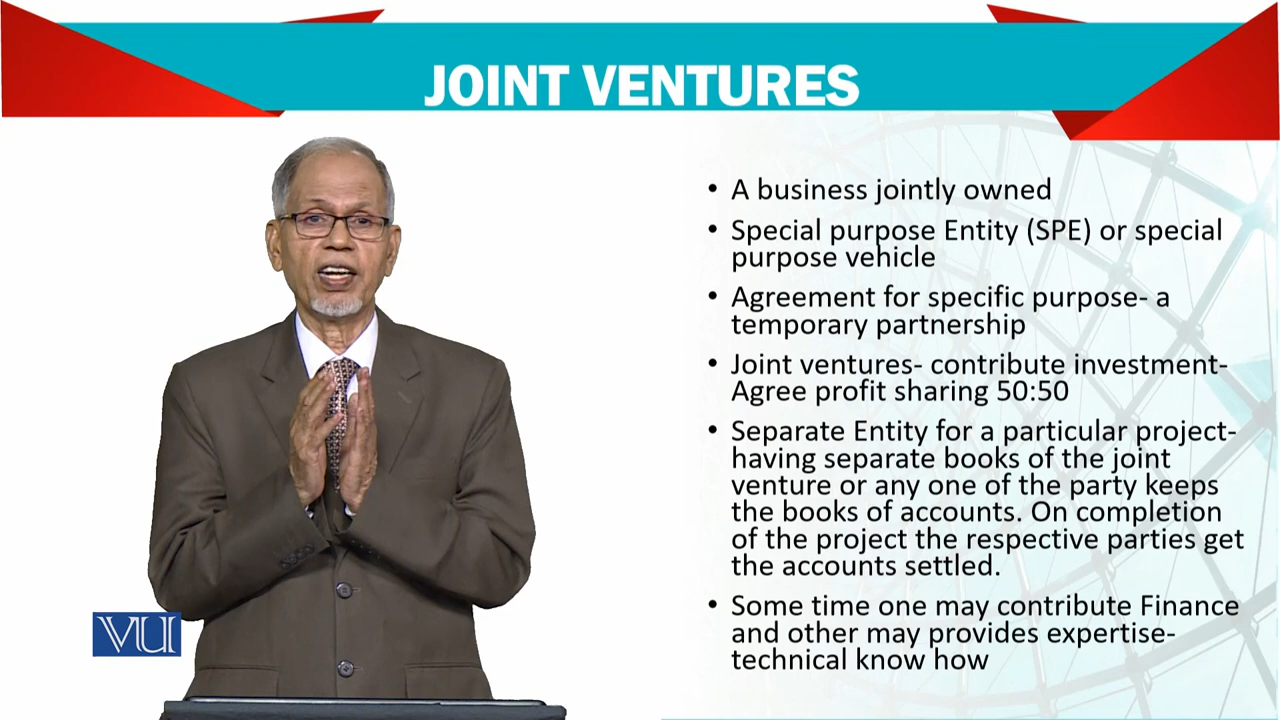 JOINT VENTURES
• A business jointly owned
• Special purpose Entity (SPE) or special
purpose vehicle
• Agreement for specific purpose- a
temporary partnership
• Joint ventures- contribute investment-
Agree profit sharing 50:50
• Separate Entity for a particular project-
having separate books of the joint
venture or any one of the party keeps
the books of accounts. On completion
of the project the respective parties get
the accounts settled.
• Some time one may contribute Finance
and other may provides expertise-
technical know how
VU